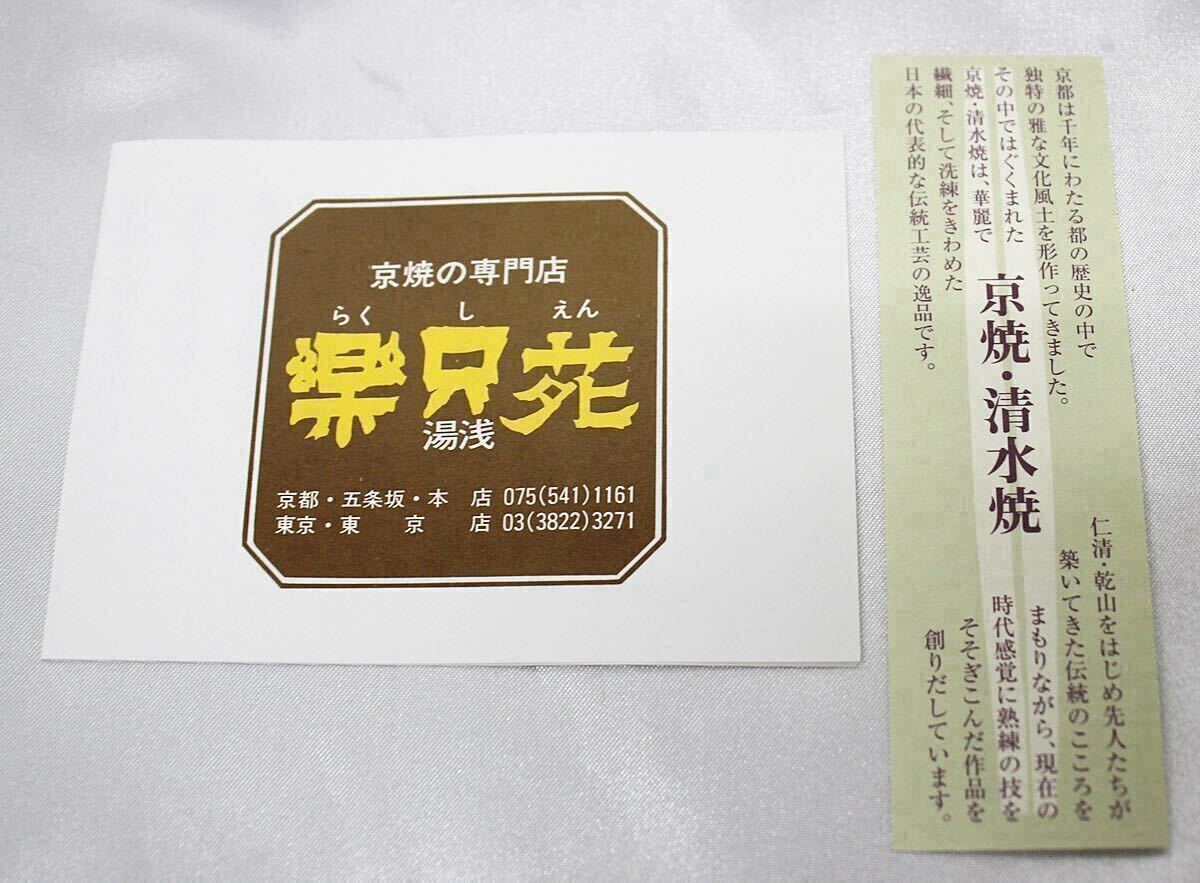 京焼の専門店
らく し えん
楽只苑
湯浅
京都・五条坂・本 店 075(541)1161
東京・東 京 店 03(3822)3271
京都は千年にわたる都の歴史の中で
独特の雅な文化風土を形作ってきました。
その中ではぐくまれた
京焼・清水焼は、華麗で
繊細、そして洗練をきわめた
日本の代表的な伝統工芸の逸品です。
京焼・清水焼
仁清・乾山をはじめ先人たちが
築いてきた伝統のこころを
まもりながら、現在の
時代感覚に熟練の技を
そそぎこんだ作品を
創りだしています。